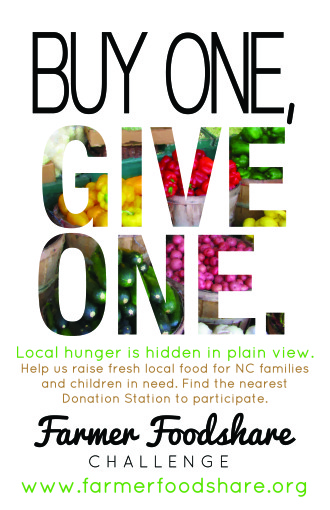 BUY ONE,
GIVE
ONE.
Local hunger is hidden in plain view.
Help us raise fresh local food for NC families
and children in need. Find the nearest
Donation Station to participate.
Farmer Foodshare
CHALLENGE
www.farmerfoodshare.org